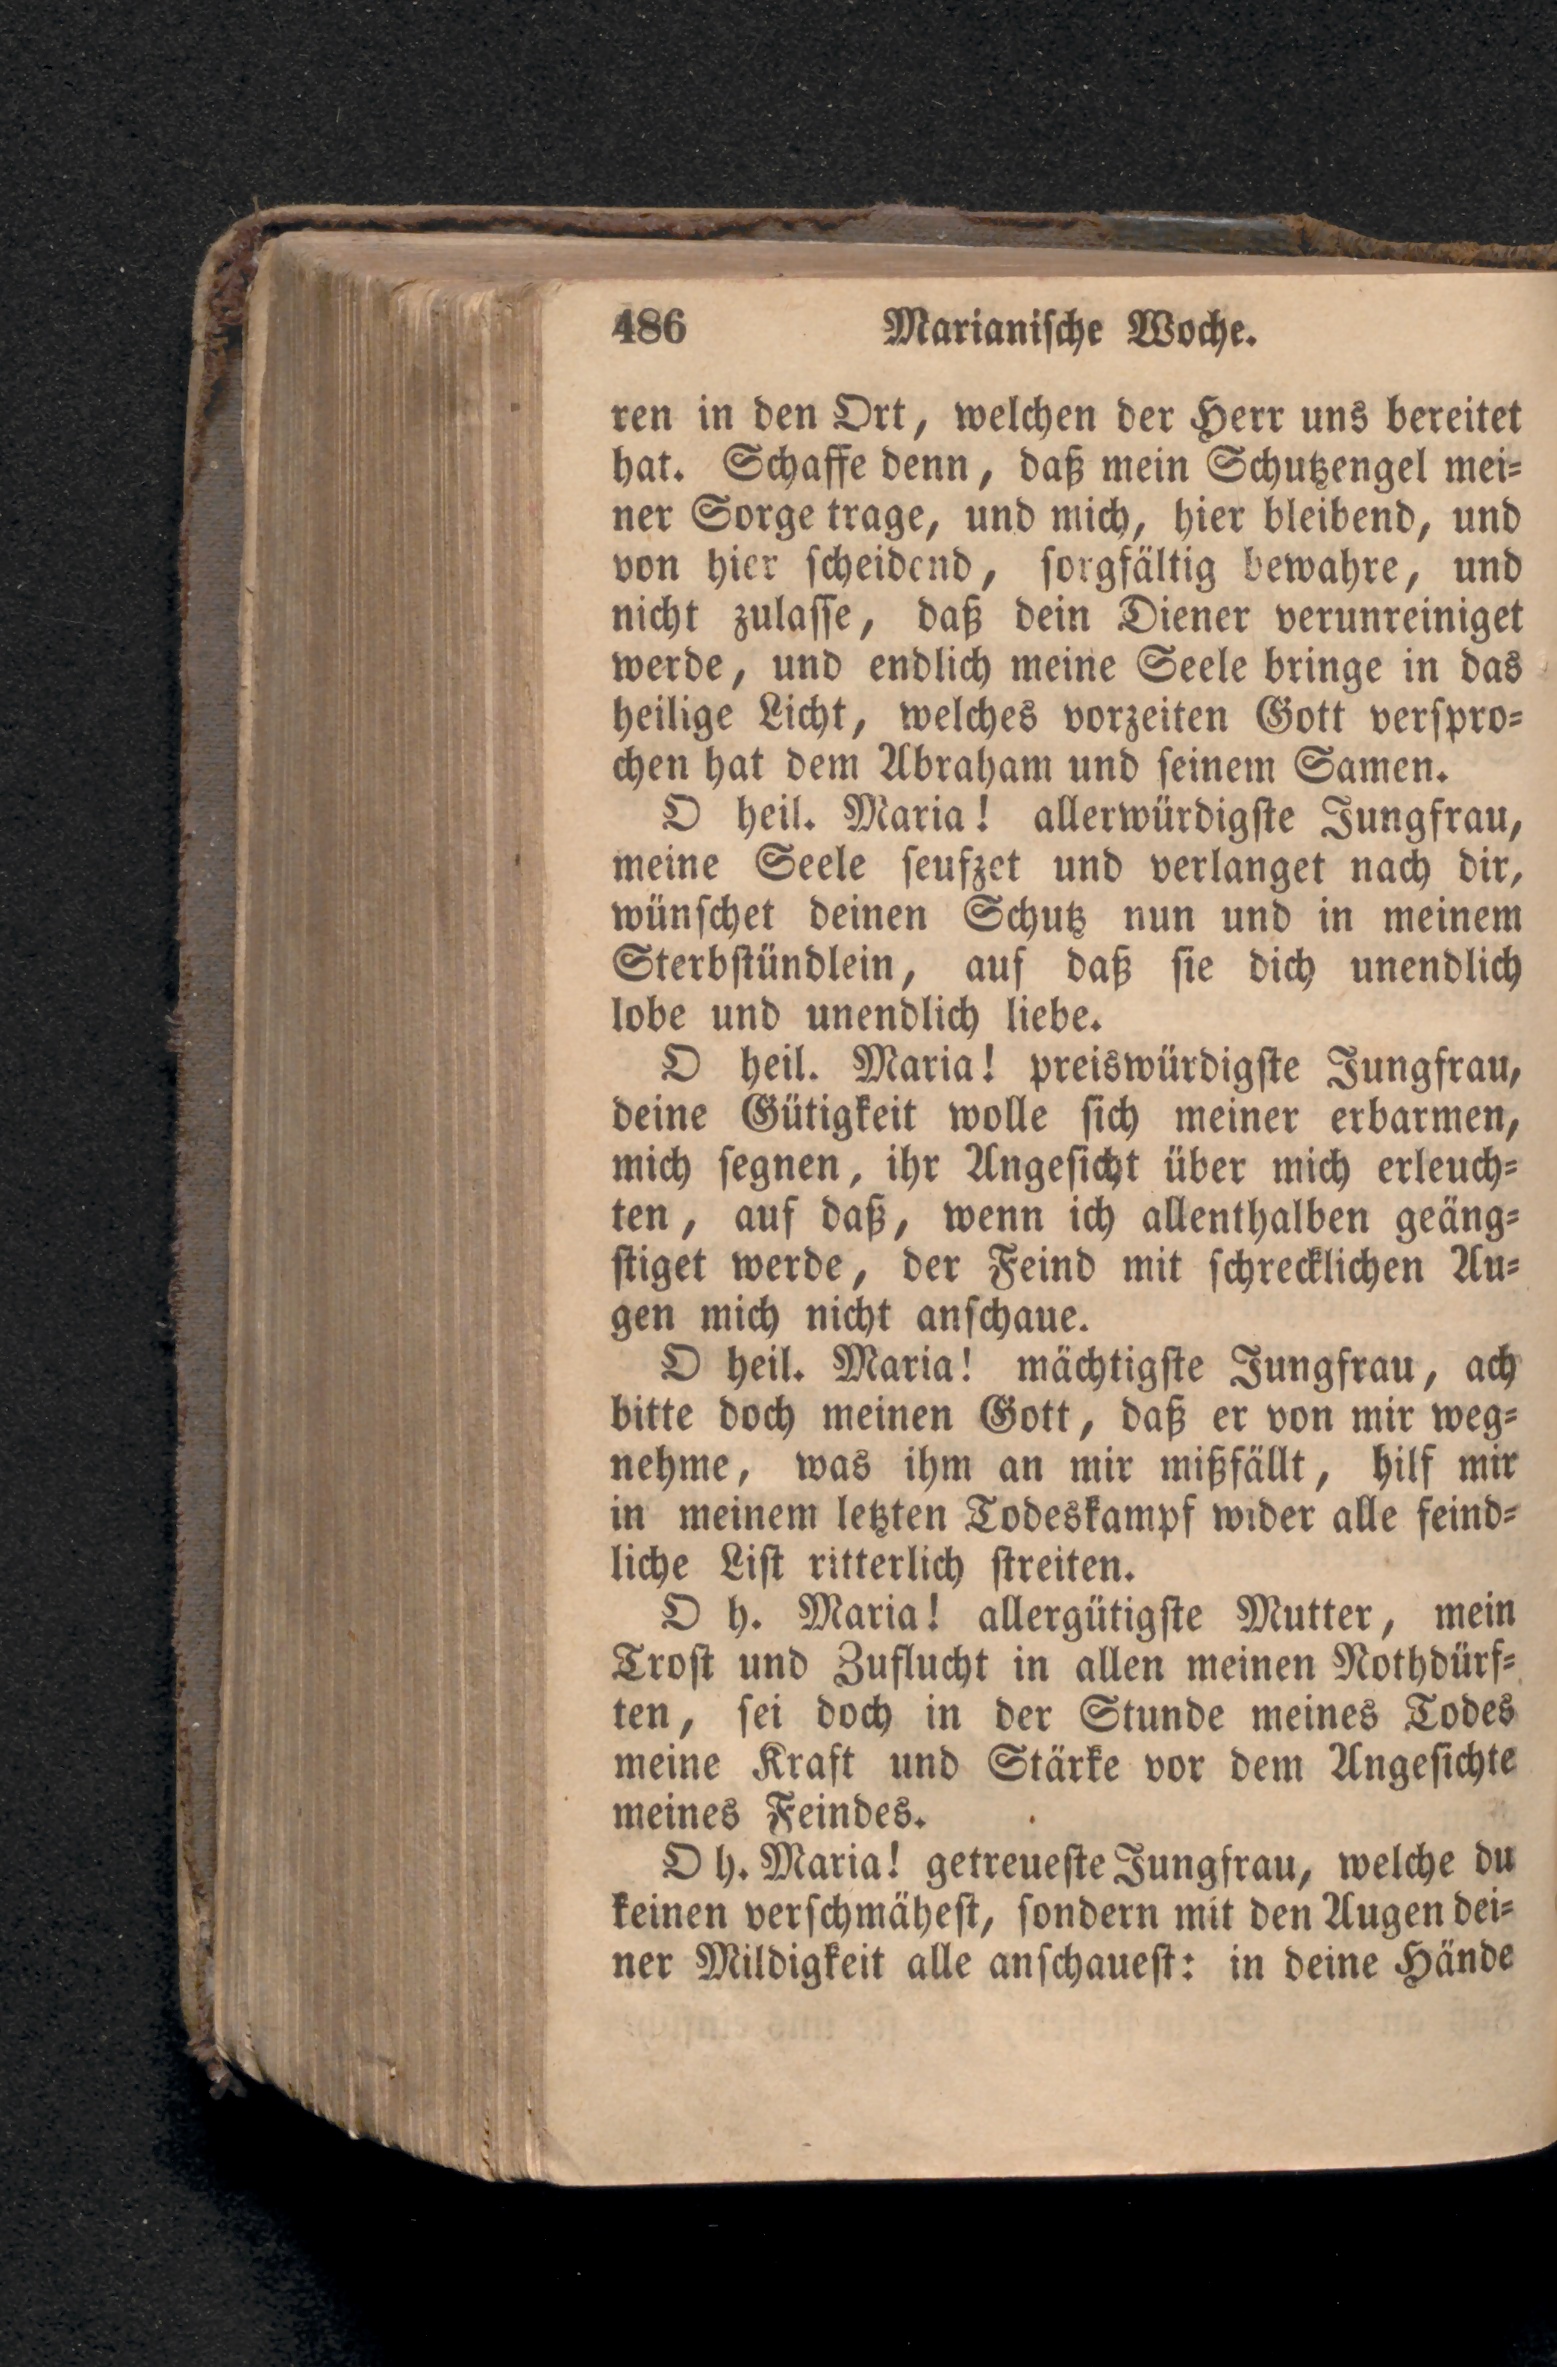 486 Marianische Woche.
ren in den Ort, welchen der Herr uns bereitet
hat. Schaffe denn, daß mein Schutzengel mei=
ner Sorge trage, und mich, hier bleibend, und
von hier scheidend, sorgfältig bewahre, und
nicht zulasse, daß dein Diener verunreiniget
werde, und endlich meine Seele bringe in das
heilige Licht, welches vorzeiten Gott verspro=
chen hat dem Abraham und seinem Samen.
O heil. Maria! allerwürdigste Jungfrau,
meine Seele seufzet und verlanget nach dir,
wünschet deinen Schutz nun und in meinem
Sterbstündlein, auf daß sie dich unendlich
lobe und unendlich liebe.
O heil. Maria! preiswürdigste Jungfrau,
deine Gütigkeit wolle sich meiner erbarmen,
mich segnen, ihr Angesicht über mich erleuch=
ten, auf daß, wenn ich allenthalben geäng=
stiget werde, der Feind mit schrecklichen Au=
gen mich nicht anschaue.
O heil. Maria! mächtigste Jungfrau, ach
bitte doch meinen Gott, daß er von mir weg=
nehme, was ihm an mir mißfällt, hilf mir
in meinem letzten Todeskampf wider alle feind=
liche List ritterlich streiten.
O h. Maria! allergütigste Mutter, mein
Trost und Zuflucht in allen meinen Nothdürf=
ten, sei doch in der Stunde meines Todes
meine Kraft und Stärke vor dem Angesichte
meines Feindes.
O h. Maria! getreueste Jungfrau, welche du
keinen verschmähest, sondern mit den Augen dei=
ner Mildigkeit alle anschauest: in deine Hände